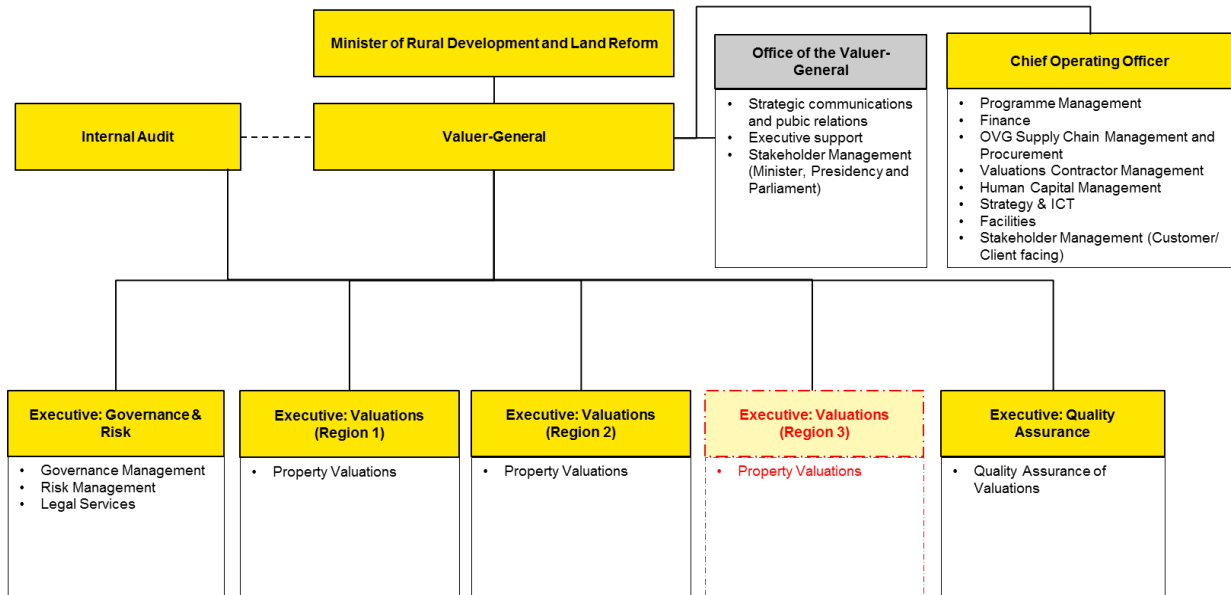 Minister of Rural Development and Land Reform
Internal Audit
Valuer-General
Office of the Valuer-
General
• Strategic communications
and pubic relations
• Executive support
• Stakeholder Management
(Minister, Presidency and
Parliament)
Chief Operating Officer
• Programme Management
• Finance
• OVG Supply Chain Management and
Procurement
• Valuations Contractor Management
• Human Capital Management
• Strategy & ICT
• Facilities
• Stakeholder Management (Customer/
Client facing)
Executive: Governance &
Risk
• Governance Management
• Risk Management
• Legal Services
Executive: Valuations
(Region 1)
• Property Valuations
Executive: Valuations
(Region 2)
• Property Valuations
Executive: Valuations
(Region 3)
• Property Valuations
Executive: Quality
Assurance
• Quality Assurance of
Valuations